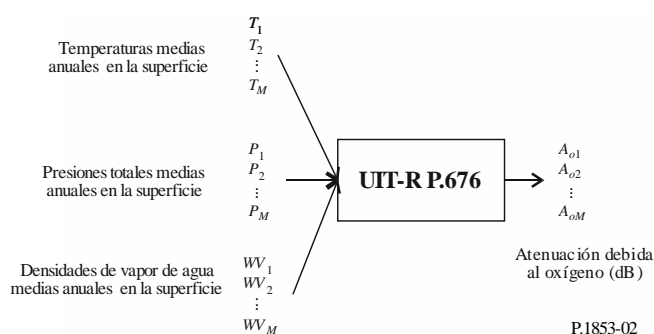 Temperaturas medias
anuales en la superficie
T1
T2
⋮
TM
Presiones totales medias
anuales en la superficie
P1
P2
⋮
PM
Densidades de vapor de agua
medias anuales en la superficie
WV1
WV2
⋮
WVM
UIT-R P.676
Ao1
Ao2
⋮
AoM
Atenuación debida
al oxígeno (dB)
P.1853-02